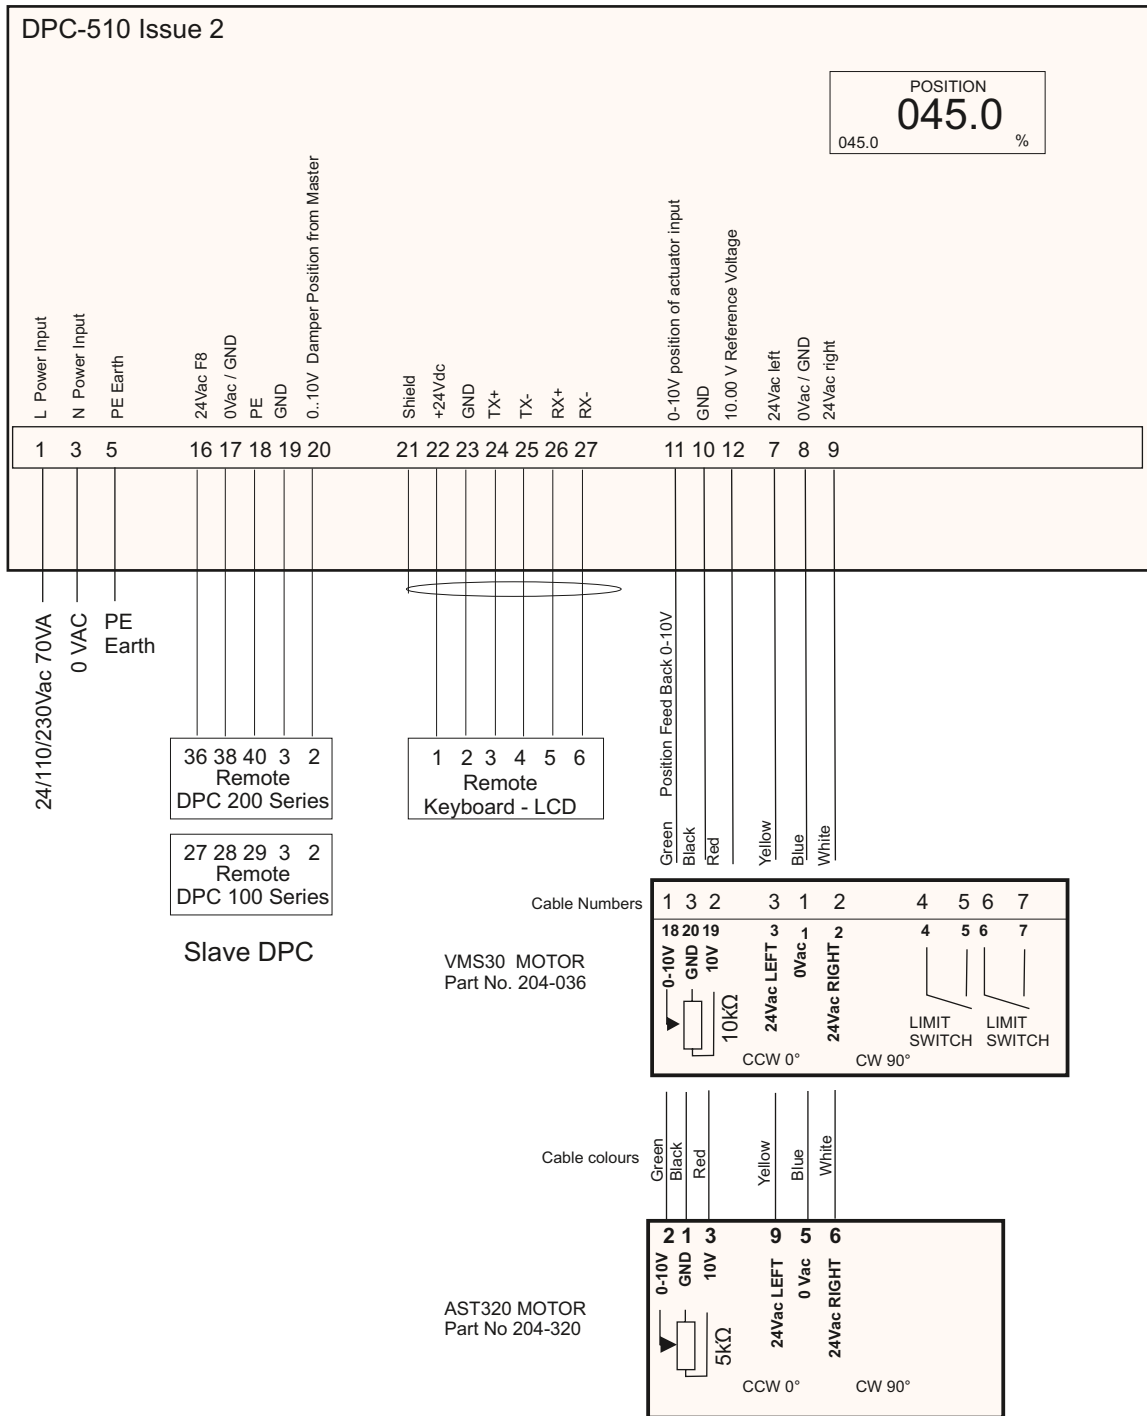 DPC-510 Issue 2
POSITION
045.0
045.0 %
L Power Input
N Power Input
PE Earth
24Vac F8
0Vac / GND
PE
GND
0..10V Damper Position from Master
Shield
+24Vdc
GND
TX+
TX-
RX+
RX-
0-10V position of actuator input
GND
10.00 V Reference Voltage
24Vac left
0Vac / GND
24Vac right
1 3 5 16 17 18 19 20 21 22 23 24 25 26 27 11 10 12 7 8 9
24/110/230Vac 70VA
0 VAC
PE
Earth
36 38 40 3 2
Remote
DPC 200 Series
27 28 29 3 2
Remote
DPC 100 Series
Slave DPC
1 2 3 4 5 6
Remote
Keyboard - LCD
Position Feed Back 0-10V
Green
Black
Red
Yellow
Blue
White
Cable Numbers
1 3 2 3 1 2 4 5 6 7
18 20 19 3 1 2 4 5 6 7
VMS30 MOTOR
Part No. 204-036
0-10V
GND
10V
10kΩ
24Vac LEFT
0Vac
24Vac RIGHT
LIMIT
SWITCH
LIMIT
SWITCH
CCW 0°
CW 90°
Cable colours
Green
Black
Red
Yellow
Blue
White
2 1 3 9 5 6
AST320 MOTOR
Part No 204-320
0-10V
GND
10V
5kΩ
24Vac LEFT
0 Vac
24Vac RIGHT
CCW 0°
CW 90°